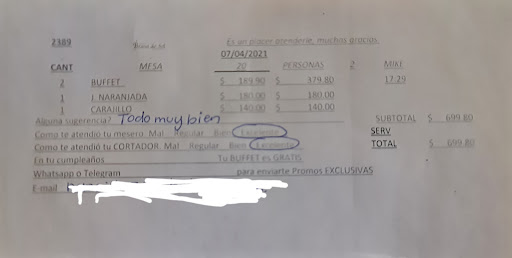 2389 Es un placer atenderle, muchas gracias
07/04/2021
CANT MESA 20 PERSONAS 2 MIKE
2 BUFFET $ 189.90 $ 379.80 17:29
1 J. NARANJADA $ 180.00 $ 180.00
1 CARAJILLO $ 140.00 $ 140.00
Alguna sugerencia? Todo muy bien SUBTOTAL $ 699.80
Como te atendió tu mesero. Mal Regular Bien Excelente SERV
Como te atendió tu CORTADOR. Mal Regular Bien Excelente TOTAL $ 699.80
En tu cumpleaños Tu BUFFET es GRATIS
Whatsapp o Telegram para enviarte Promos EXCLUSIVAS
E-mail